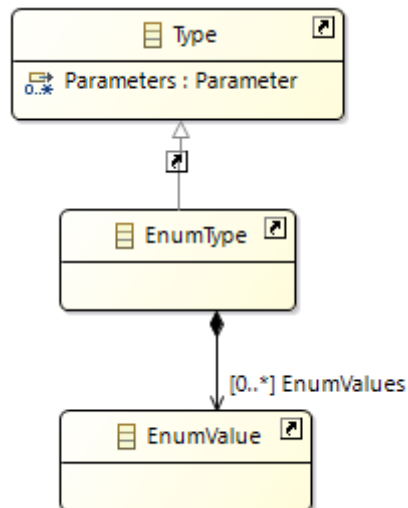 Type
0..* Parameters : Parameter
EnumType
[0..*] EnumValues
EnumValue